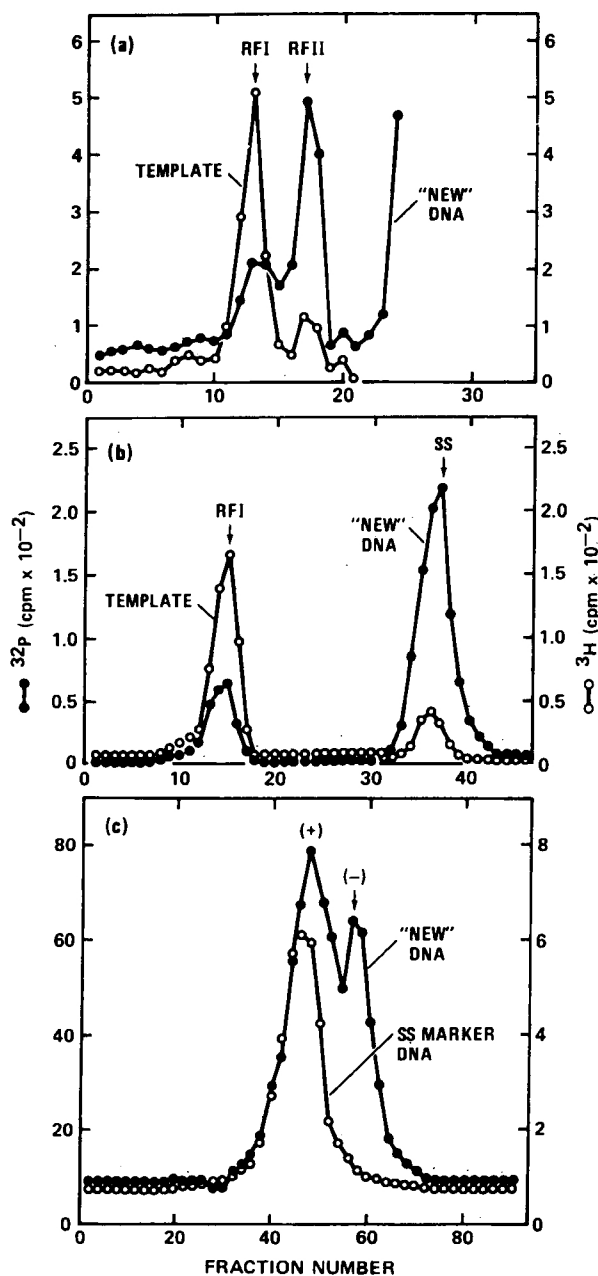 (a)
RFI RFII
TEMPLATE
"NEW"
DNA
6
5
4
3
2
1
0
6
5
4
3
2
1
0
0 10 20 30
(b)
RFI
SS
"NEW"
DNA
TEMPLATE
2.5
2.0
1.5
1.0
0.5
0
2.5
2.0
1.5
1.0
0.5
0
0 10 20 30 40
32P (cpm x 10−2)
3H (cpm x 10−2)
(c)
(+)
(−)
"NEW"
DNA
SS MARKER
DNA
80
60
40
20
0
8
6
4
2
0
0 20 40 60 80
FRACTION NUMBER